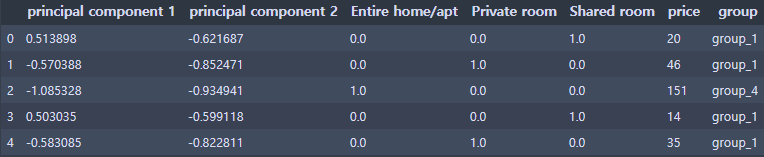 principal component 1 principal component 2 Entire home/apt Private room Shared room price group
0 0.513898 -0.621687 0.0 0.0 1.0 20 group_1
1 -0.570388 -0.852471 0.0 1.0 0.0 46 group_1
2 -1.085328 -0.934941 1.0 0.0 0.0 151 group_4
3 0.503035 -0.599118 0.0 0.0 1.0 14 group_1
4 -0.583085 -0.822811 0.0 1.0 0.0 35 group_1